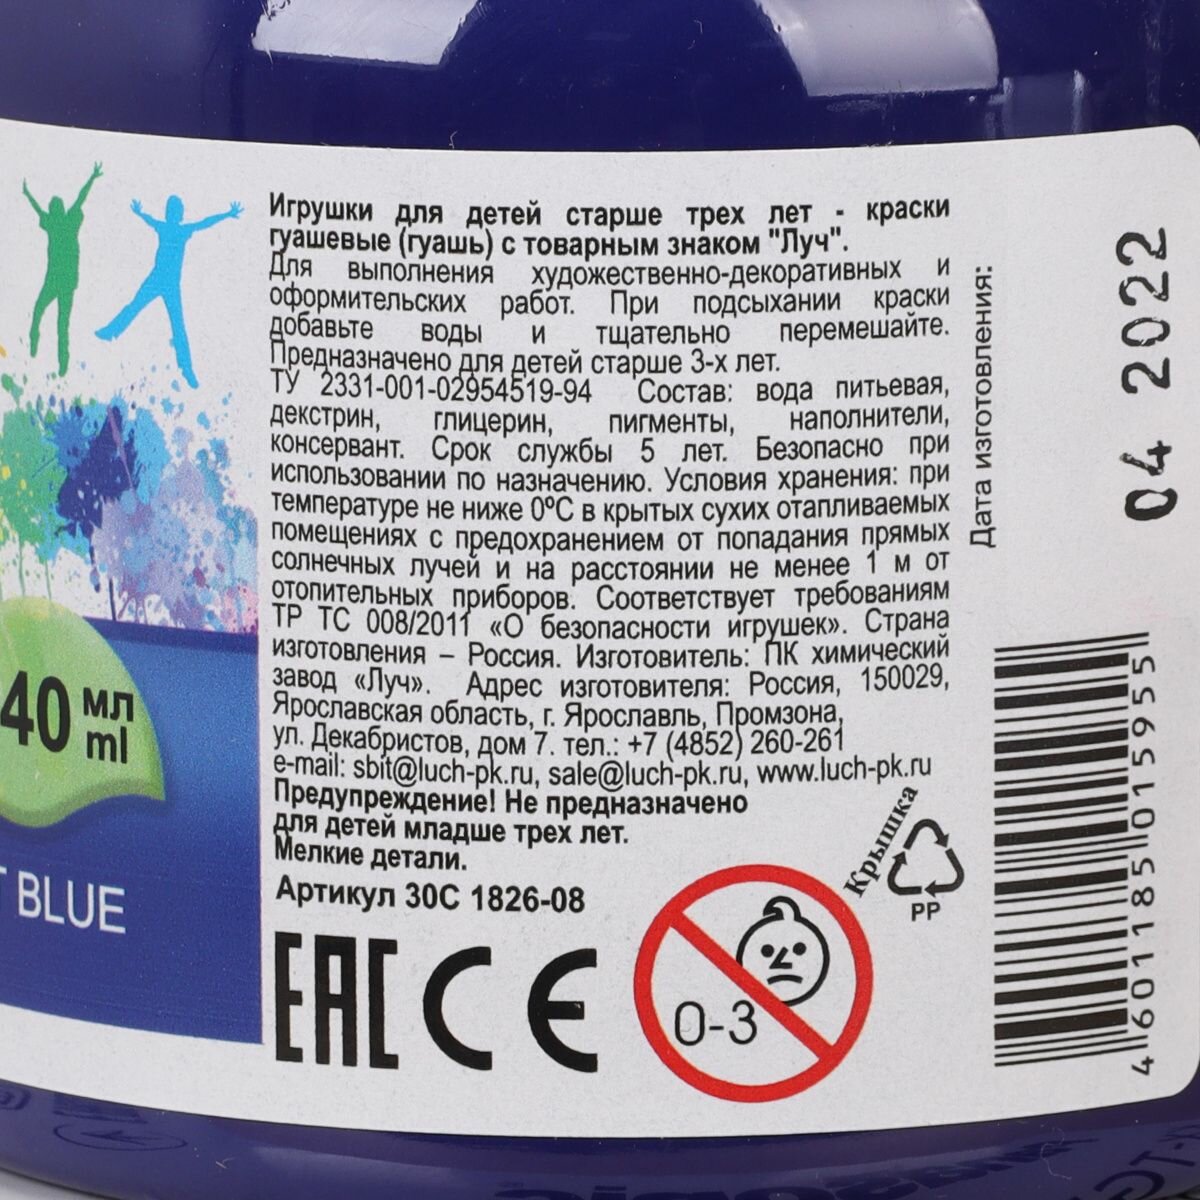 Игрушки для детей старше трех лет - краски
гуашевые (гуашь) с товарным знаком "Луч".
Для выполнения художественно-декоративных и
оформительских работ. При подсыхании краски
добавьте воды и тщательно перемешайте.
Предназначено для детей старше 3-х лет.
ТУ 2331-001-02954519-94 Состав: вода питьевая,
декстрин, глицерин, пигменты, наполнители,
консервант. Срок службы 5 лет. Безопасно при
использовании по назначению. Условия хранения: при
температуре не ниже 0ºС в крытых сухих отапливаемых
помещениях с предохранением от попадания прямых
солнечных лучей и на расстоянии не менее 1 м от
отопительных приборов. Соответствует требованиям
ТР ТС 008/2011 «О безопасности игрушек». Страна
изготовления – Россия. Изготовитель: ПК химический
завод «Луч». Адрес изготовителя: Россия, 150029,
Ярославская область, г. Ярославль, Промзона,
ул. Декабристов, дом 7. тел.: +7 (4852) 260-261
e-mail: sbit@luch-pk.ru, sale@luch-pk.ru, www.luch-pk.ru
Предупреждение! Не предназначено
для детей младше трех лет.
Мелкие детали.
Артикул 30С 1826-08
EAC CE
0-3
Крышка
PP
Дата изготовления:
04 2022
4 601185 015955
40 мл
ml
T BLUE